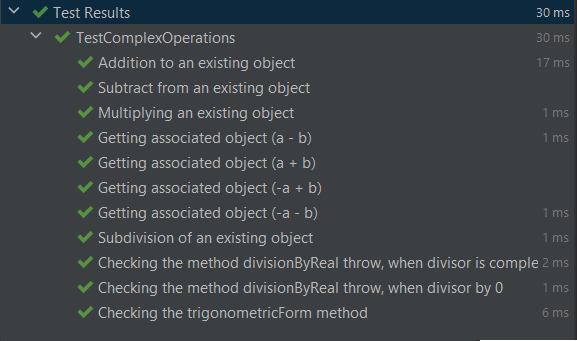 Test Results 30 ms
TestComplexOperations 30 ms
Addition to an existing object 17 ms
Subtract from an existing object
Multiplying an existing object 1 ms
Getting associated object (a - b) 1 ms
Getting associated object (a + b)
Getting associated object (-a + b)
Getting associated object (-a - b) 1 ms
Subdivision of an existing object 1 ms
Checking the method divisionByReal throw, when divisor is comple 2 ms
Checking the method divisionByReal throw, when divisor by 0 1 ms
Checking the trigonometricForm method 6 ms